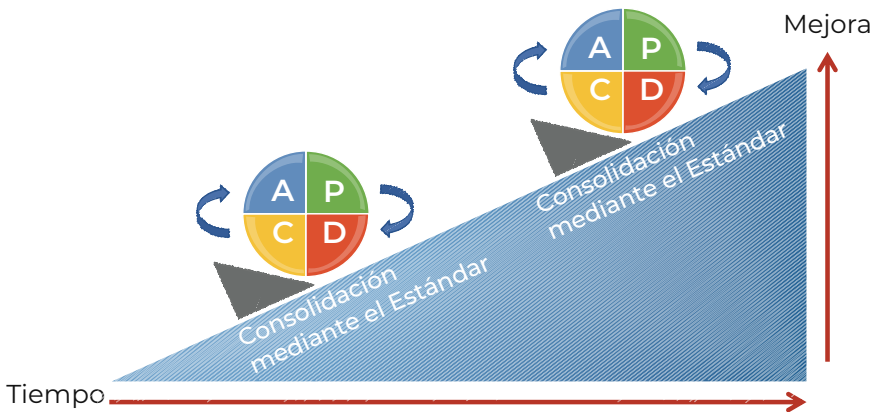 Mejora
A P
C D
Consolidación
mediante el Estándar
A P
C D
Consolidación
mediante el Estándar
Tiempo